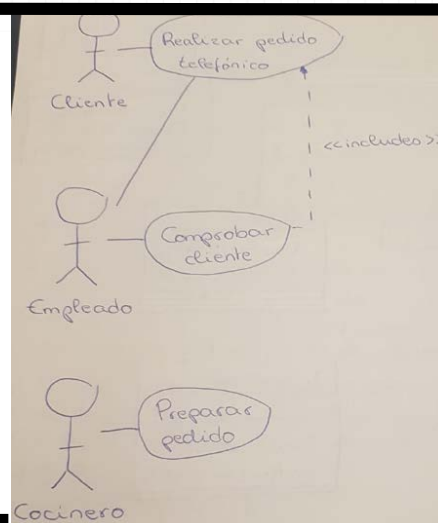 Realizar pedido
telefónico
Cliente
<<includeo>>
Comprobar
cliente
Empleado
Preparar
pedido
Cocinero